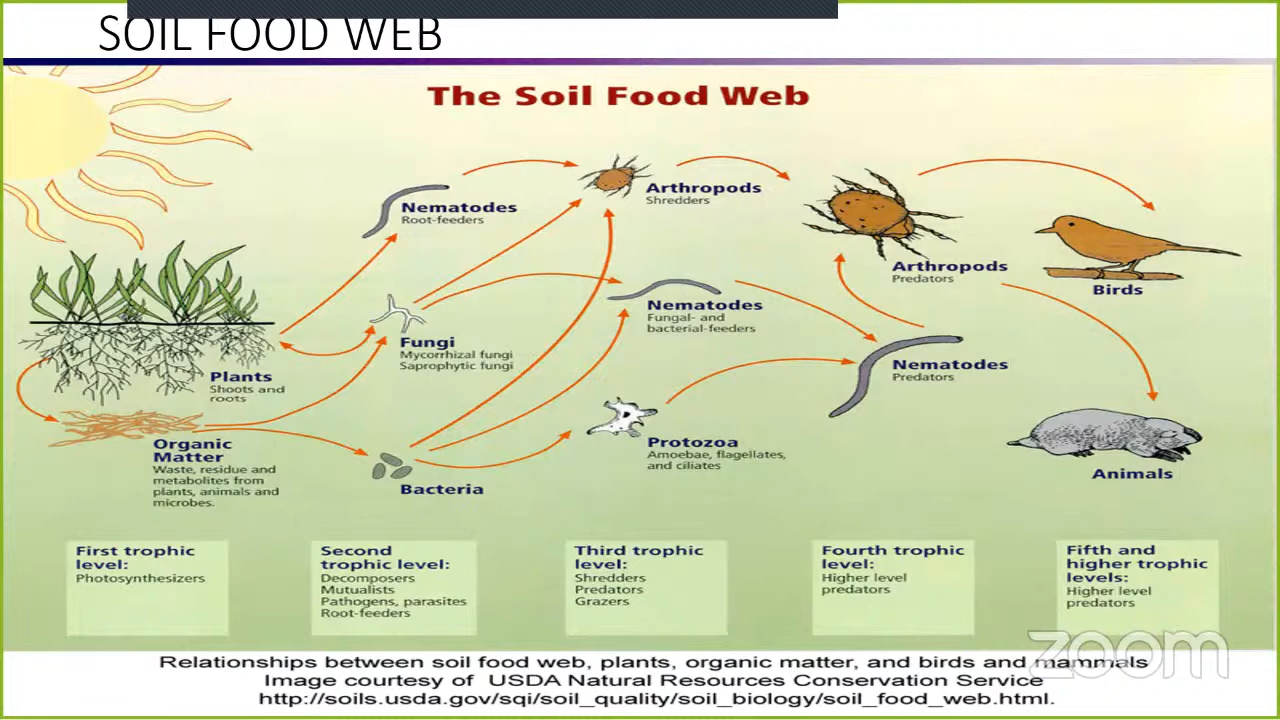 SOIL FOOD WEB
The Soil Food Web
Nematodes
Root-feeders
Arthropods
Shredders
Arthropods
Predators
Birds
Fungi
Mycorrhizal fungi
Saprophytic fungi
Nematodes
Fungal- and
bacterial-feeders
Nematodes
Predators
Plants
Shoots and
roots
Organic
Matter
Waste, residue and
metabolites from
plants, animals and
microbes.
Bacteria
Protozoa
Amoebae, flagellates,
and ciliates
Animals
First trophic
level:
Photosynthesizers
Second
trophic level:
Decomposers
Mutualists
Pathogens, parasites
Root-feeders
Third trophic
level:
Shredders
Predators
Grazers
Fourth trophic
level:
Higher level
predators
Fifth and
higher trophic
levels:
Higher level
predators
zoom
Relationships between soil food web, plants, organic matter, and birds and mammals
Image courtesy of USDA Natural Resources Conservation Service
http://soils.usda.gov/sqi/soil_quality/soil_biology/soil_food_web.html.